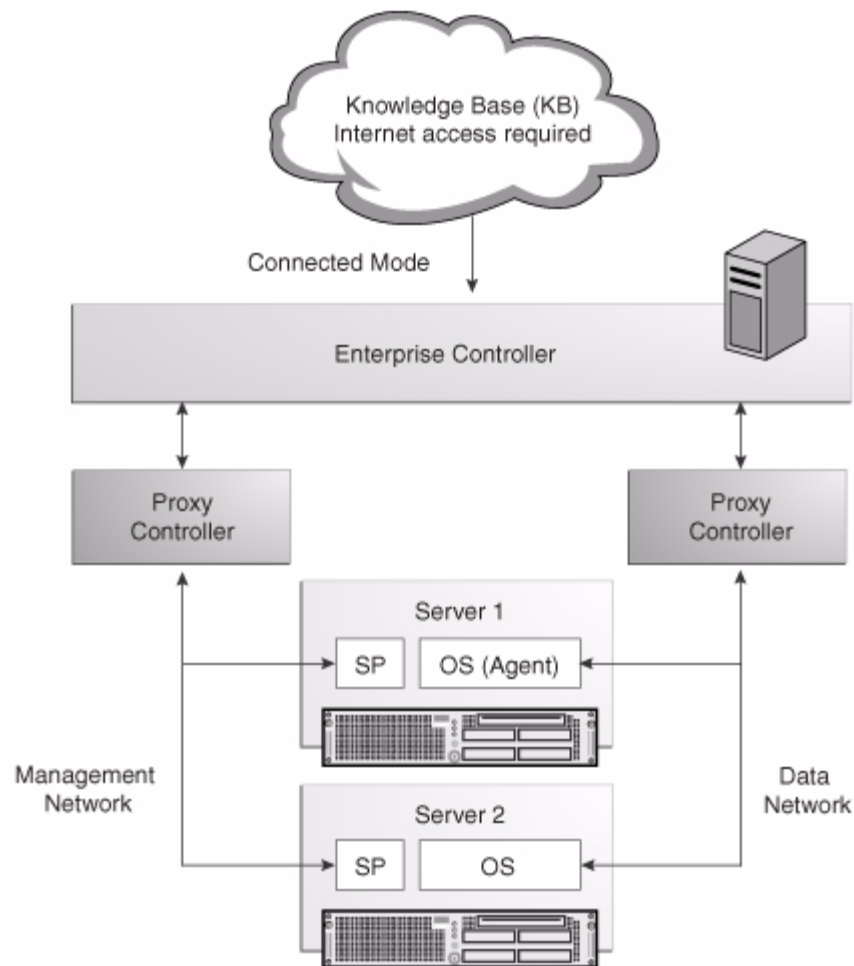 Knowledge Base (KB)
Internet access required
Connected Mode
Enterprise Controller
Proxy
Controller
Proxy
Controller
Server 1
SP
OS (Agent)
Management
Network
Data
Network
Server 2
SP
OS